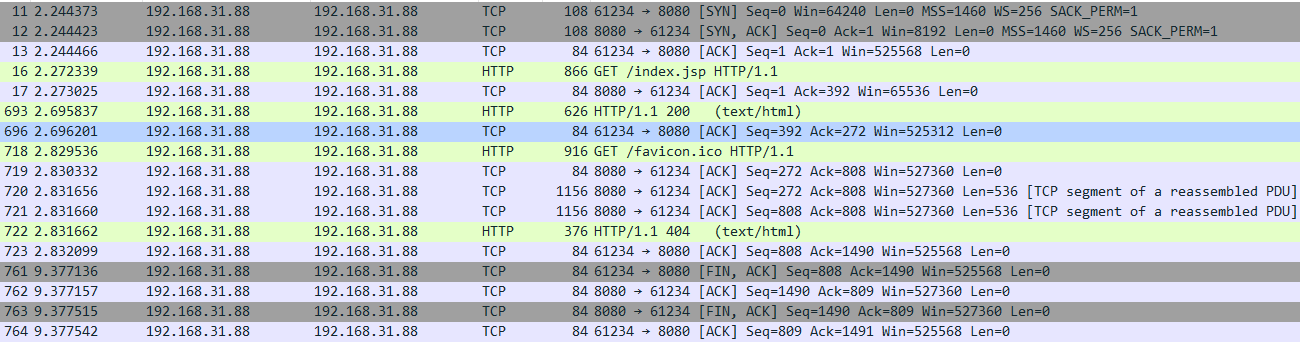 11 2.244373 192.168.31.88 192.168.31.88 TCP 108 61234 → 8080 [SYN] Seq=0 Win=64240 Len=0 MSS=1460 WS=256 SACK_PERM=1
12 2.244423 192.168.31.88 192.168.31.88 TCP 108 8080 → 61234 [SYN, ACK] Seq=0 Ack=1 Win=8192 Len=0 MSS=1460 WS=256 SACK_PERM=1
13 2.244466 192.168.31.88 192.168.31.88 TCP 84 61234 → 8080 [ACK] Seq=1 Ack=1 Win=525568 Len=0
16 2.272339 192.168.31.88 192.168.31.88 HTTP 866 GET /index.jsp HTTP/1.1
17 2.273025 192.168.31.88 192.168.31.88 TCP 84 8080 → 61234 [ACK] Seq=1 Ack=392 Win=65536 Len=0
693 2.695837 192.168.31.88 192.168.31.88 HTTP 626 HTTP/1.1 200 (text/html)
696 2.696201 192.168.31.88 192.168.31.88 TCP 84 61234 → 8080 [ACK] Seq=392 Ack=272 Win=525312 Len=0
718 2.829536 192.168.31.88 192.168.31.88 HTTP 916 GET /favicon.ico HTTP/1.1
719 2.830332 192.168.31.88 192.168.31.88 TCP 84 8080 → 61234 [ACK] Seq=272 Ack=808 Win=527360 Len=0
720 2.831656 192.168.31.88 192.168.31.88 TCP 1156 8080 → 61234 [ACK] Seq=272 Ack=808 Win=527360 Len=536 [TCP segment of a reassembled PDU]
721 2.831660 192.168.31.88 192.168.31.88 TCP 1156 8080 → 61234 [ACK] Seq=808 Ack=808 Win=527360 Len=536 [TCP segment of a reassembled PDU]
722 2.831662 192.168.31.88 192.168.31.88 HTTP 376 HTTP/1.1 404 (text/html)
723 2.832099 192.168.31.88 192.168.31.88 TCP 84 61234 → 8080 [ACK] Seq=808 Ack=1490 Win=525568 Len=0
761 9.377136 192.168.31.88 192.168.31.88 TCP 84 61234 → 8080 [FIN, ACK] Seq=808 Ack=1490 Win=525568 Len=0
762 9.377157 192.168.31.88 192.168.31.88 TCP 84 8080 → 61234 [ACK] Seq=1490 Ack=809 Win=527360 Len=0
763 9.377515 192.168.31.88 192.168.31.88 TCP 84 8080 → 61234 [FIN, ACK] Seq=1490 Ack=809 Win=527360 Len=0
764 9.377542 192.168.31.88 192.168.31.88 TCP 84 61234 → 8080 [ACK] Seq=809 Ack=1491 Win=525568 Len=0